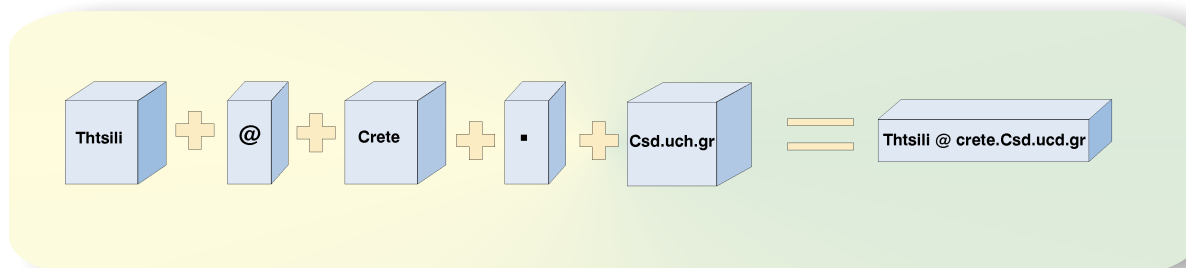 Thtsili
@
Crete
.
Csd.uch.gr
Thtsili @ crete.Csd.ucd.gr